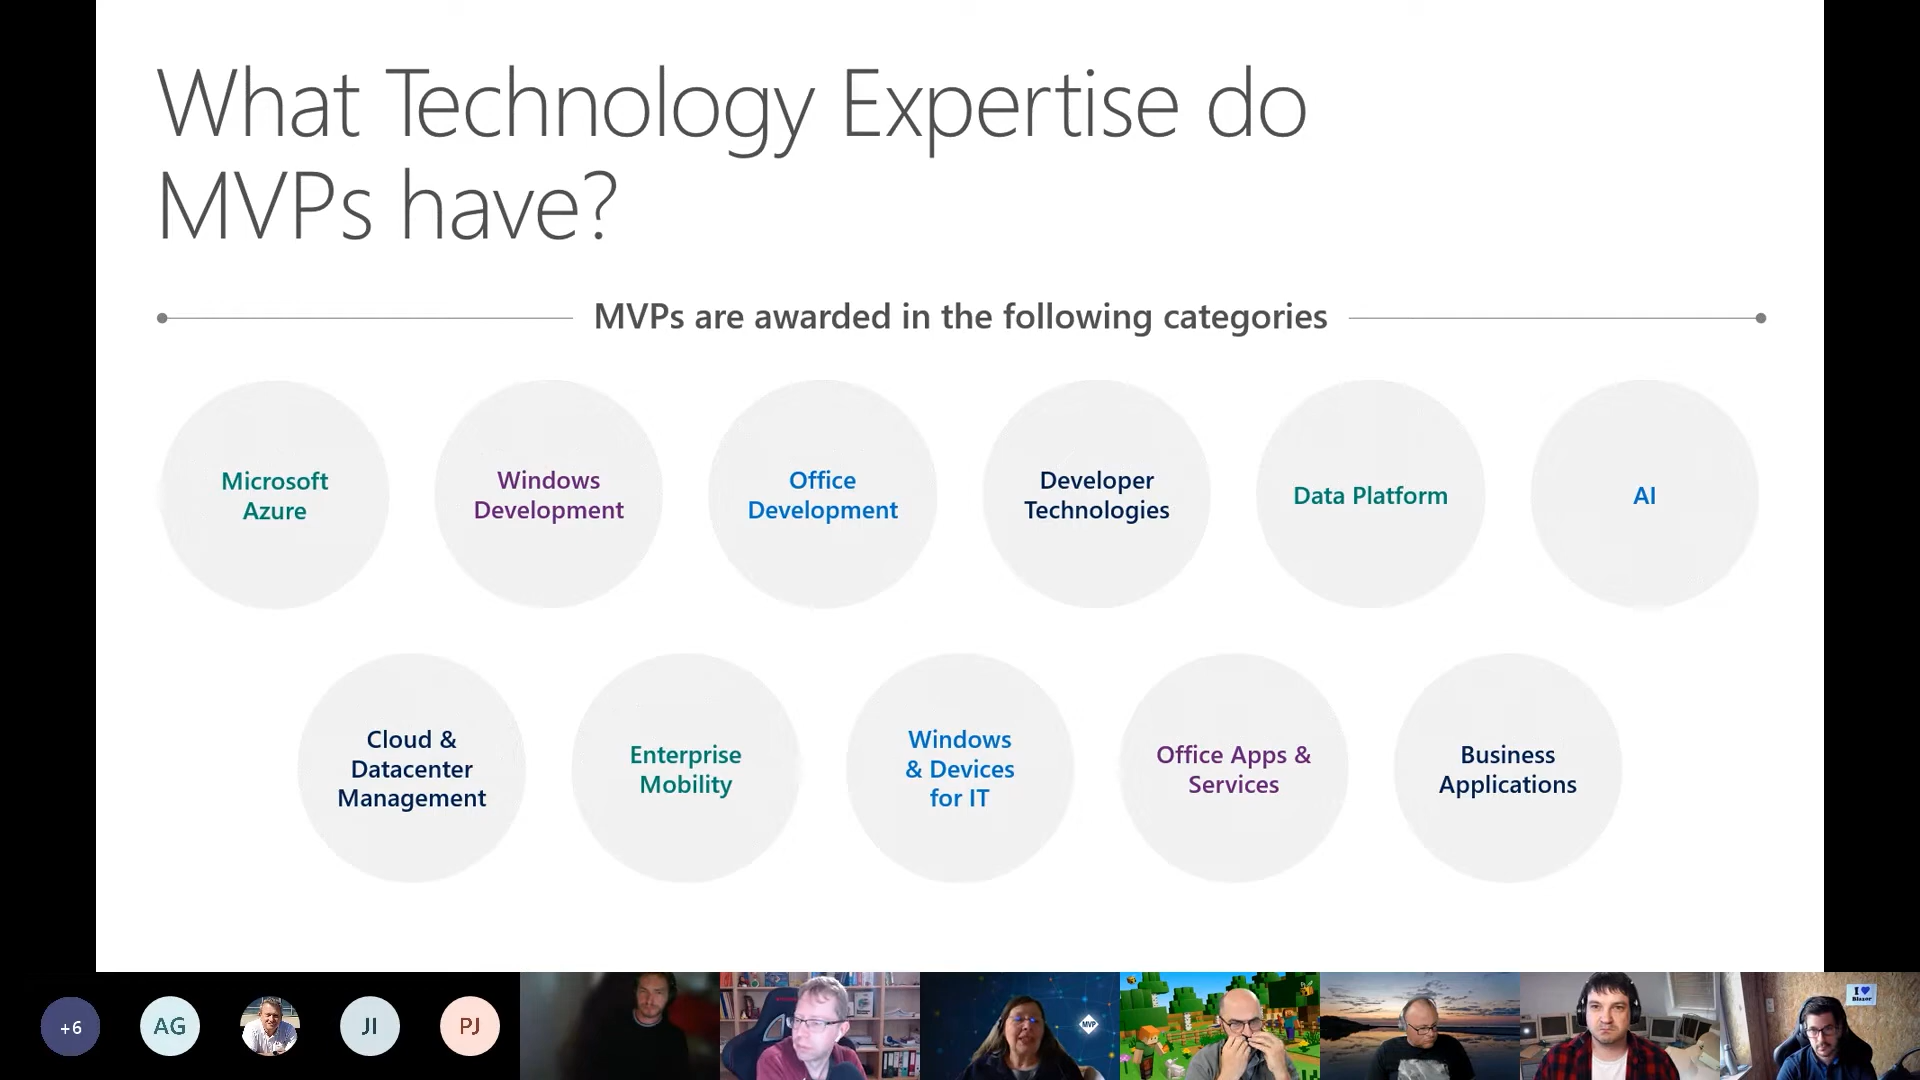 What Technology Expertise do
MVPs have?
MVPs are awarded in the following categories
Microsoft
Azure
Windows
Development
Office
Development
Developer
Technologies
Data Platform
AI
Cloud &
Datacenter
Management
Enterprise
Mobility
Windows
& Devices
for IT
Office Apps &
Services
Business
Applications
+6
AG
JI
PJ
MVP
I ♥
Blazor